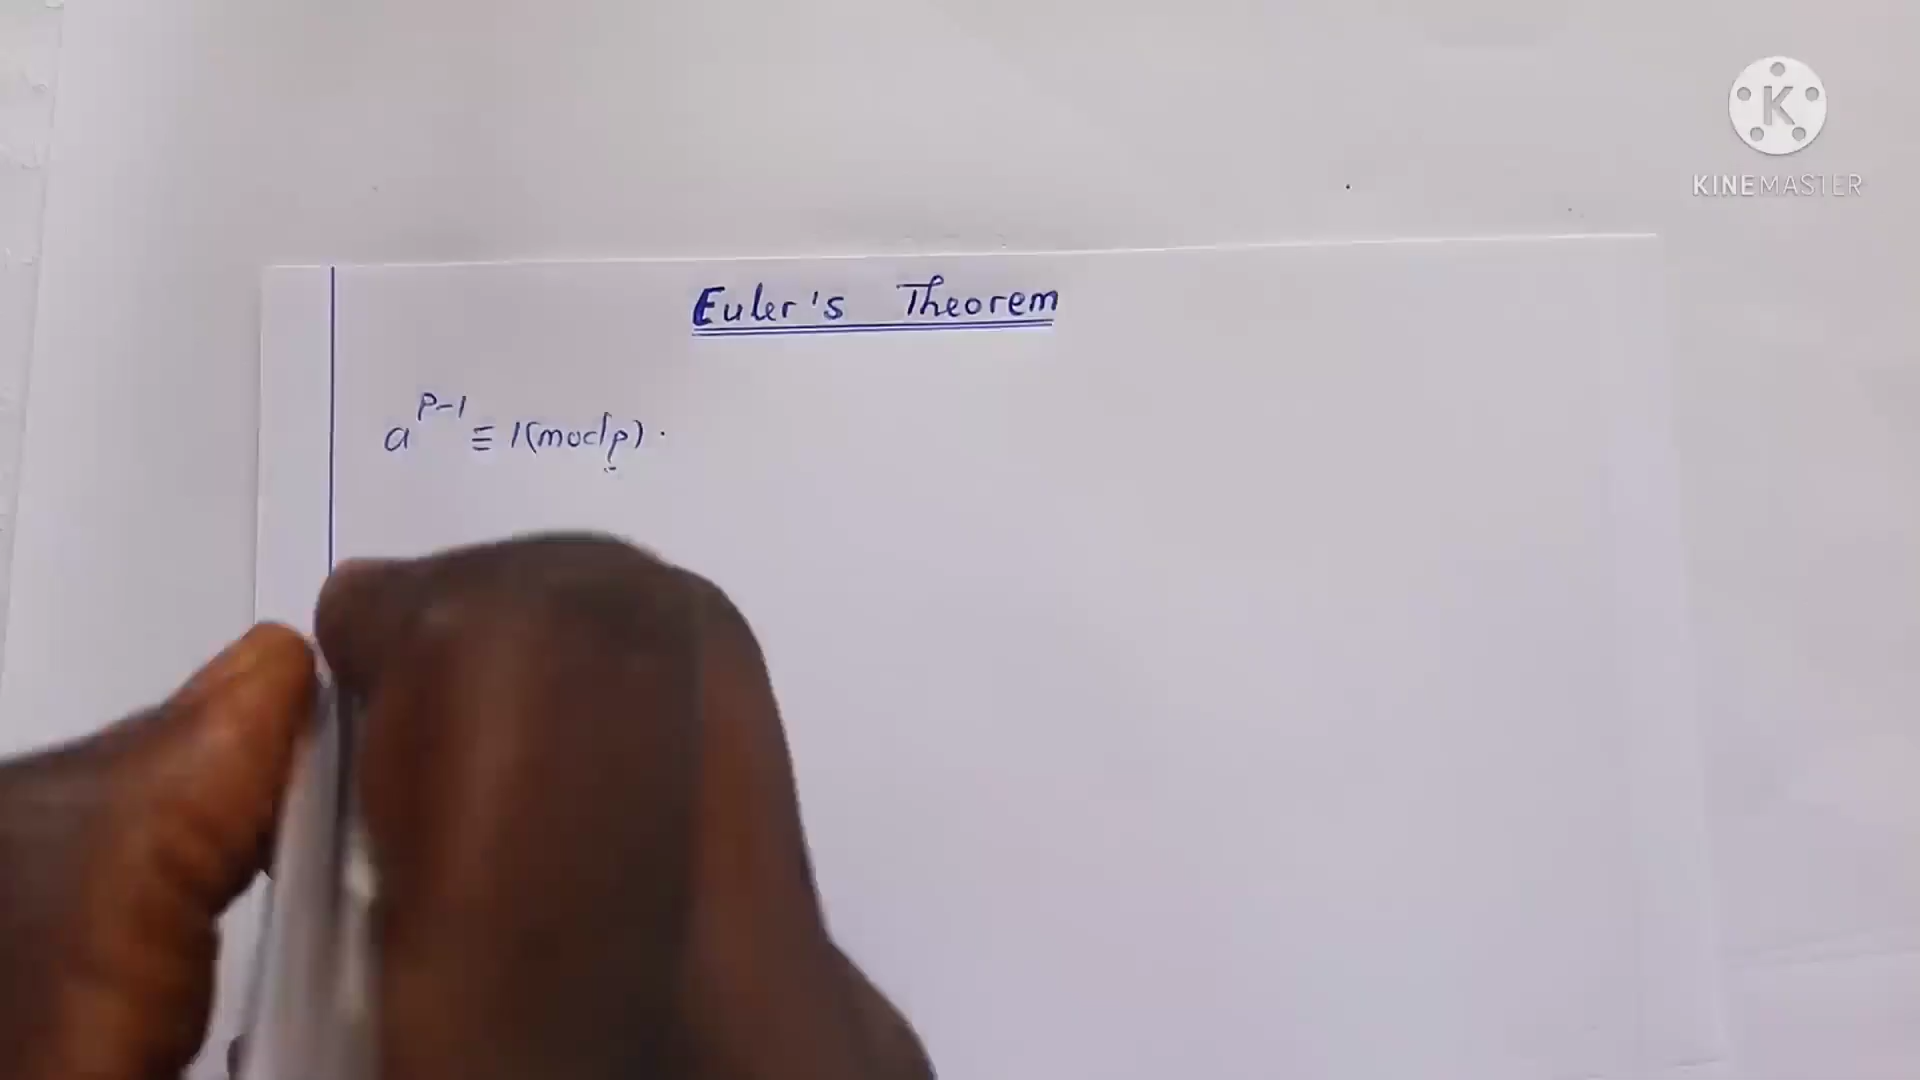 KINEMASTER
Euler's Theorem
a^{p-1} ≡ 1(mod p).